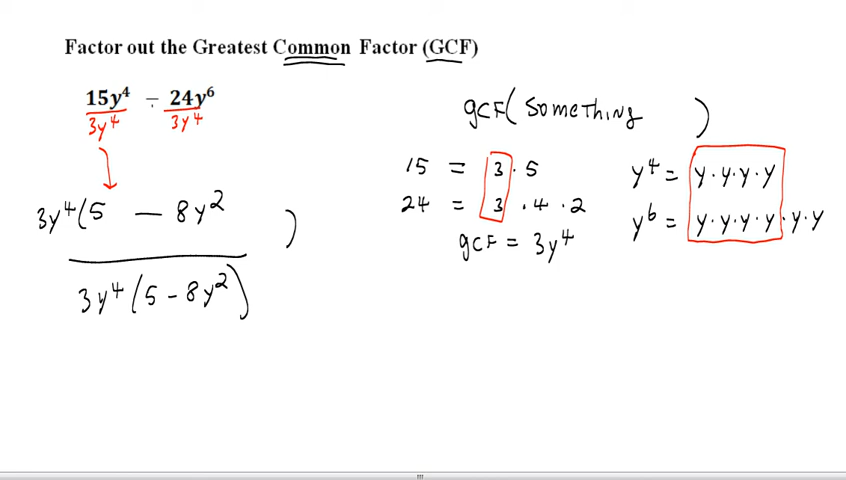 Factor out the Greatest Common Factor (GCF)
15y⁴ − 24y⁶
3y⁴ 3y⁴
3y⁴(5 — 8y² )
3y⁴(5 - 8y²)
gCF( Something )
15 = 3 · 5
24 = 3 · 4 · 2
gCF = 3y⁴
y⁴ = y · y · y · y
y⁶ = y · y · y · y · y · y